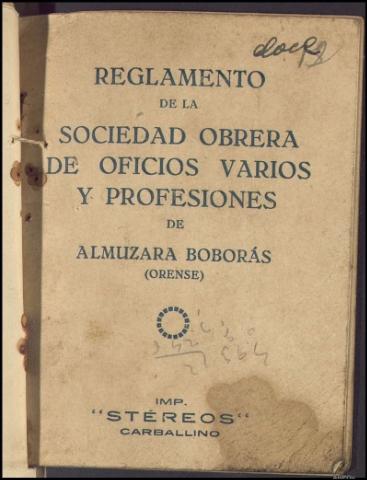 REGLAMENTO
DE LA
SOCIEDAD OBRERA
DE OFICIOS VARIOS
Y PROFESIONES
DE
ALMUZARA BOBORÁS
(ORENSE)
IMP.
"STÉREOS"
CARBALLINO